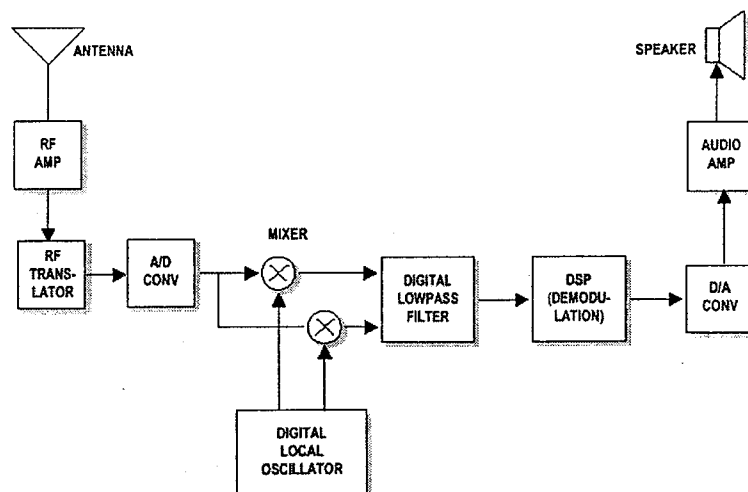 ANTENNA
SPEAKER
RF
AMP
AUDIO
AMP
MIXER
RF
TRANS-
LATOR
A/D
CONV
DIGITAL
LOWPASS
FILTER
DSP
(DEMODU-
LATION)
D/A
CONV
DIGITAL
LOCAL
OSCILLATOR